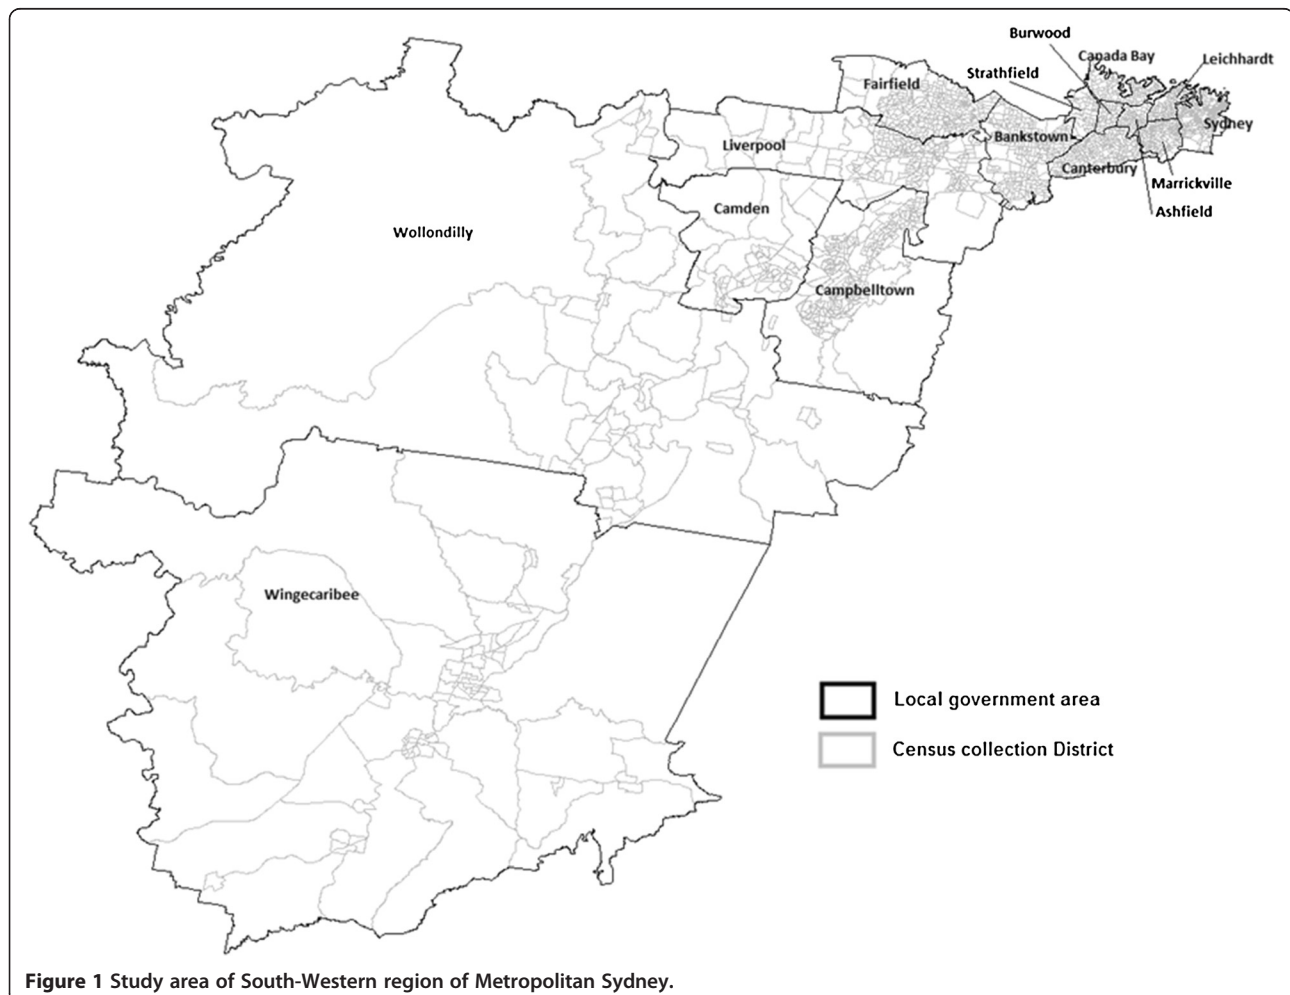 Burwood
Canada Bay
Leichhardt
Strathfield
Fairfield
Sydney
Bankstown
Liverpool
Canterbury
Marrickville
Camden
Ashfield
Wollondilly
Campbelltown
Wingecaribee
Local government area
Census collection District
Figure 1 Study area of South-Western region of Metropolitan Sydney.